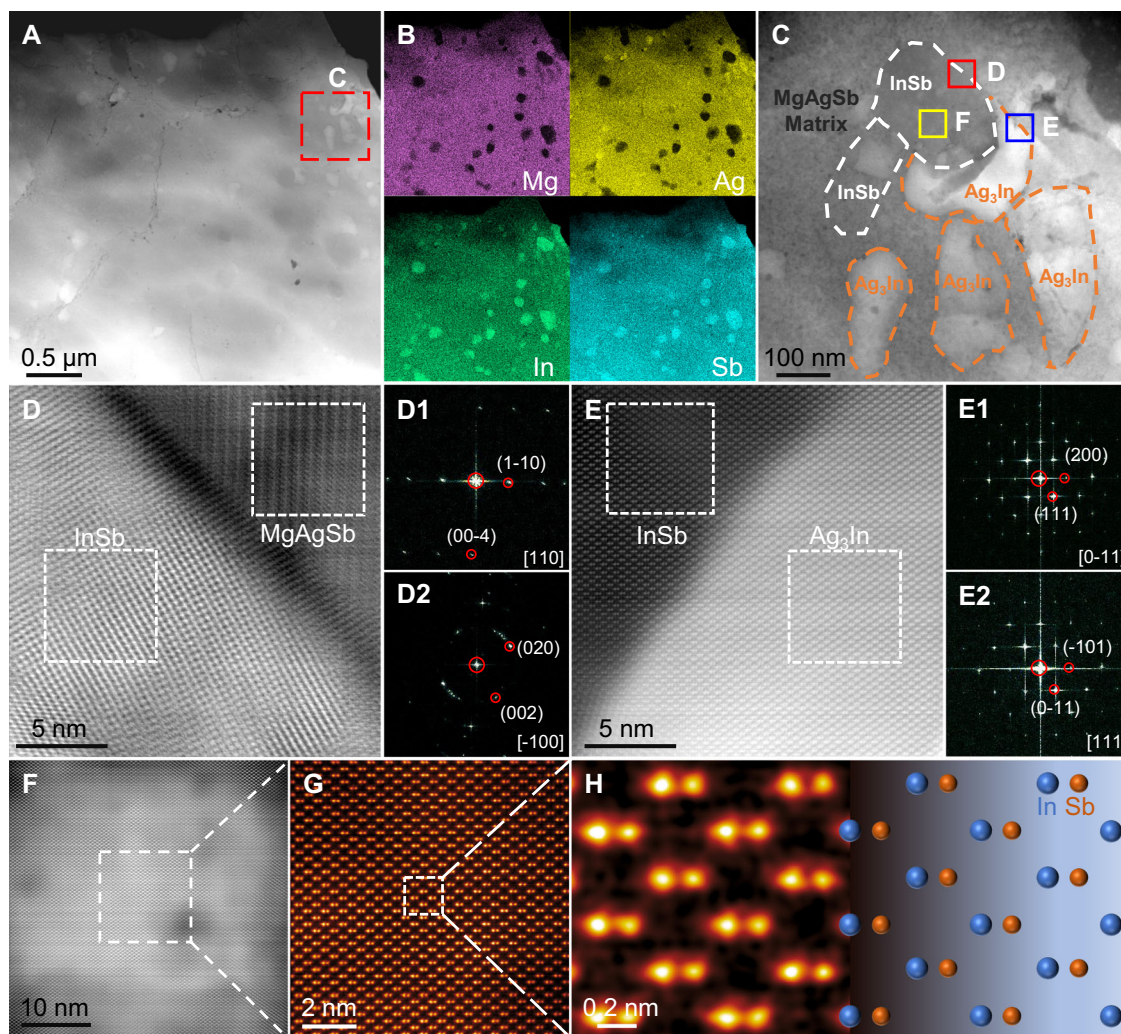 A
C
0.5 μm
B
Mg
Ag
In
Sb
C
InSb
D
MgAgSb
Matrix
F
E
InSb
Ag₃In
Ag₃In
Ag₃In
Ag₃In
100 nm
D
InSb
MgAgSb
5 nm
D1
(1-10)
(00-4)
[110]
D2
(020)
(002)
[-100]
E
InSb
Ag₃In
5 nm
E1
(200)
(111)
[0-11]
E2
(-101)
(0-11)
[111]
F
10 nm
G
2 nm
H
In Sb
0.2 nm